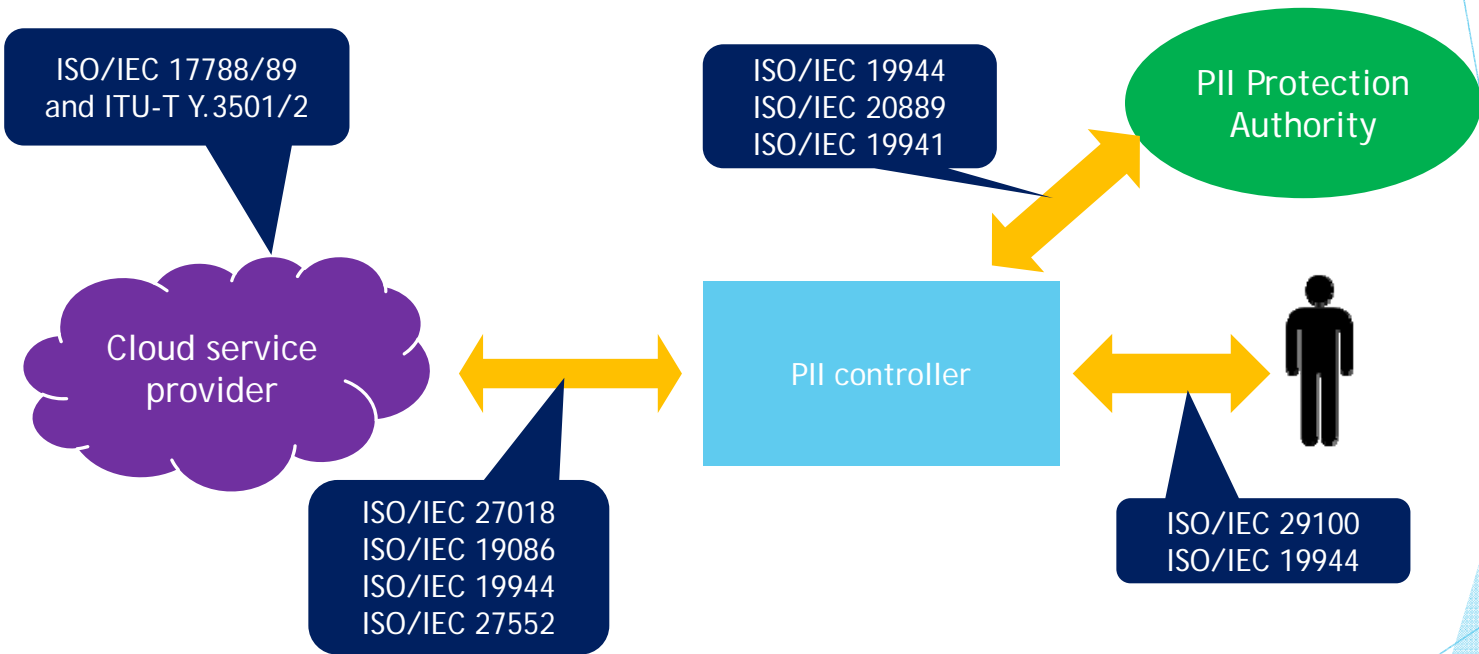 ISO/IEC 17788/89
and ITU-T Y.3501/2
ISO/IEC 19944
ISO/IEC 20889
ISO/IEC 19941
PII Protection
Authority
Cloud service
provider
PII controller
ISO/IEC 27018
ISO/IEC 19086
ISO/IEC 19944
ISO/IEC 27552
ISO/IEC 29100
ISO/IEC 19944